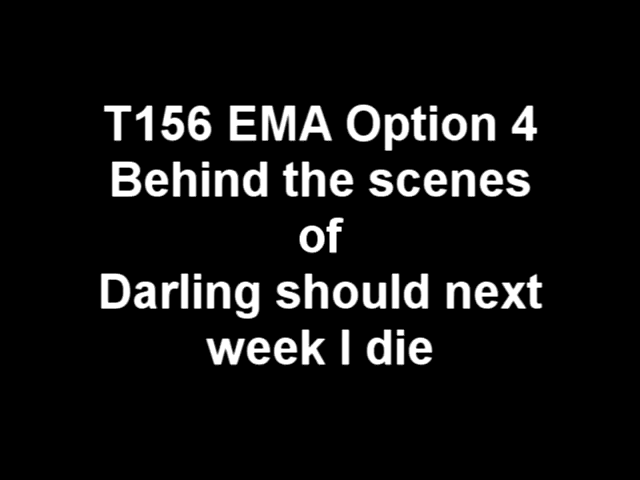 T156 EMA Option 4
Behind the scenes
of
Darling should next
week I die